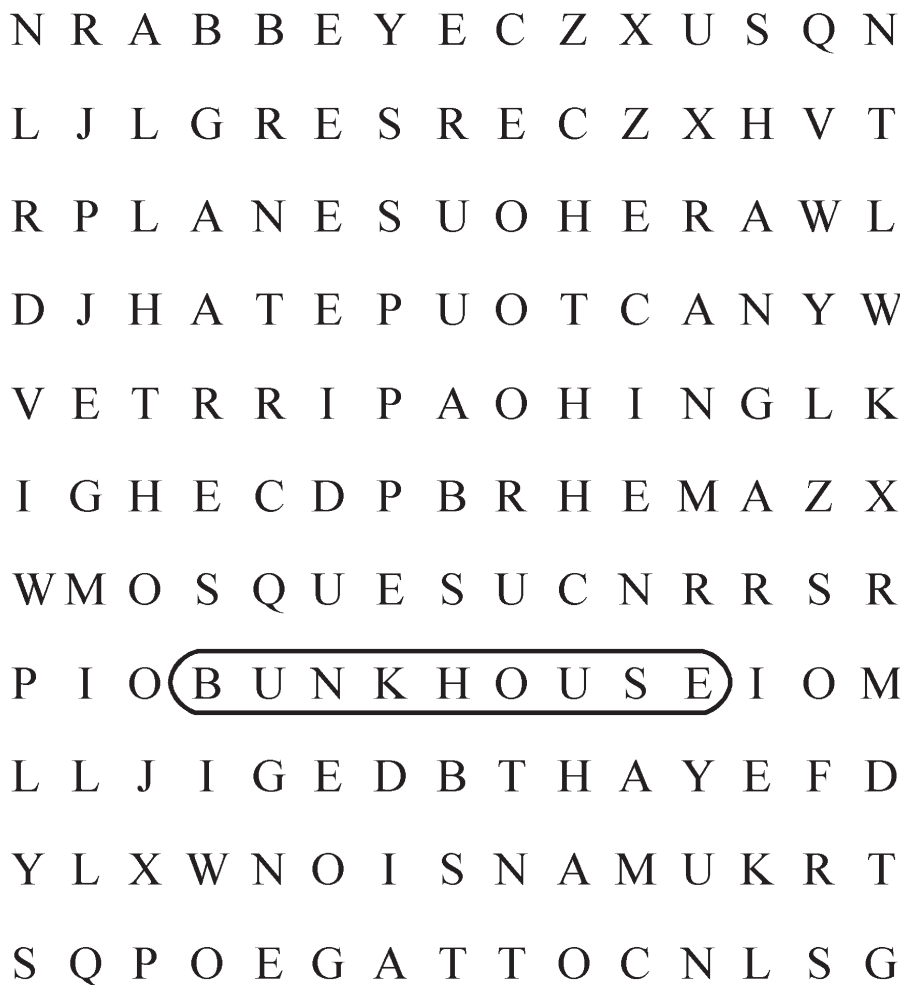 N R A B B E Y E C Z X U S Q N
L J L G R E S R E C Z X H V T
R P L A N E S U O H E R A W L
D J H A T E P U O T C A N Y W
V E T R R I P A O H I N G L K
I G H E C D P B R H E M A Z X
W M O S Q U E S U C N R R S R
P I O B U N K H O U S E I O M
L L J I G E D B T H A Y E F D
Y L X W N O I S N A M U K R T
S Q P O E G A T T O C N L S G